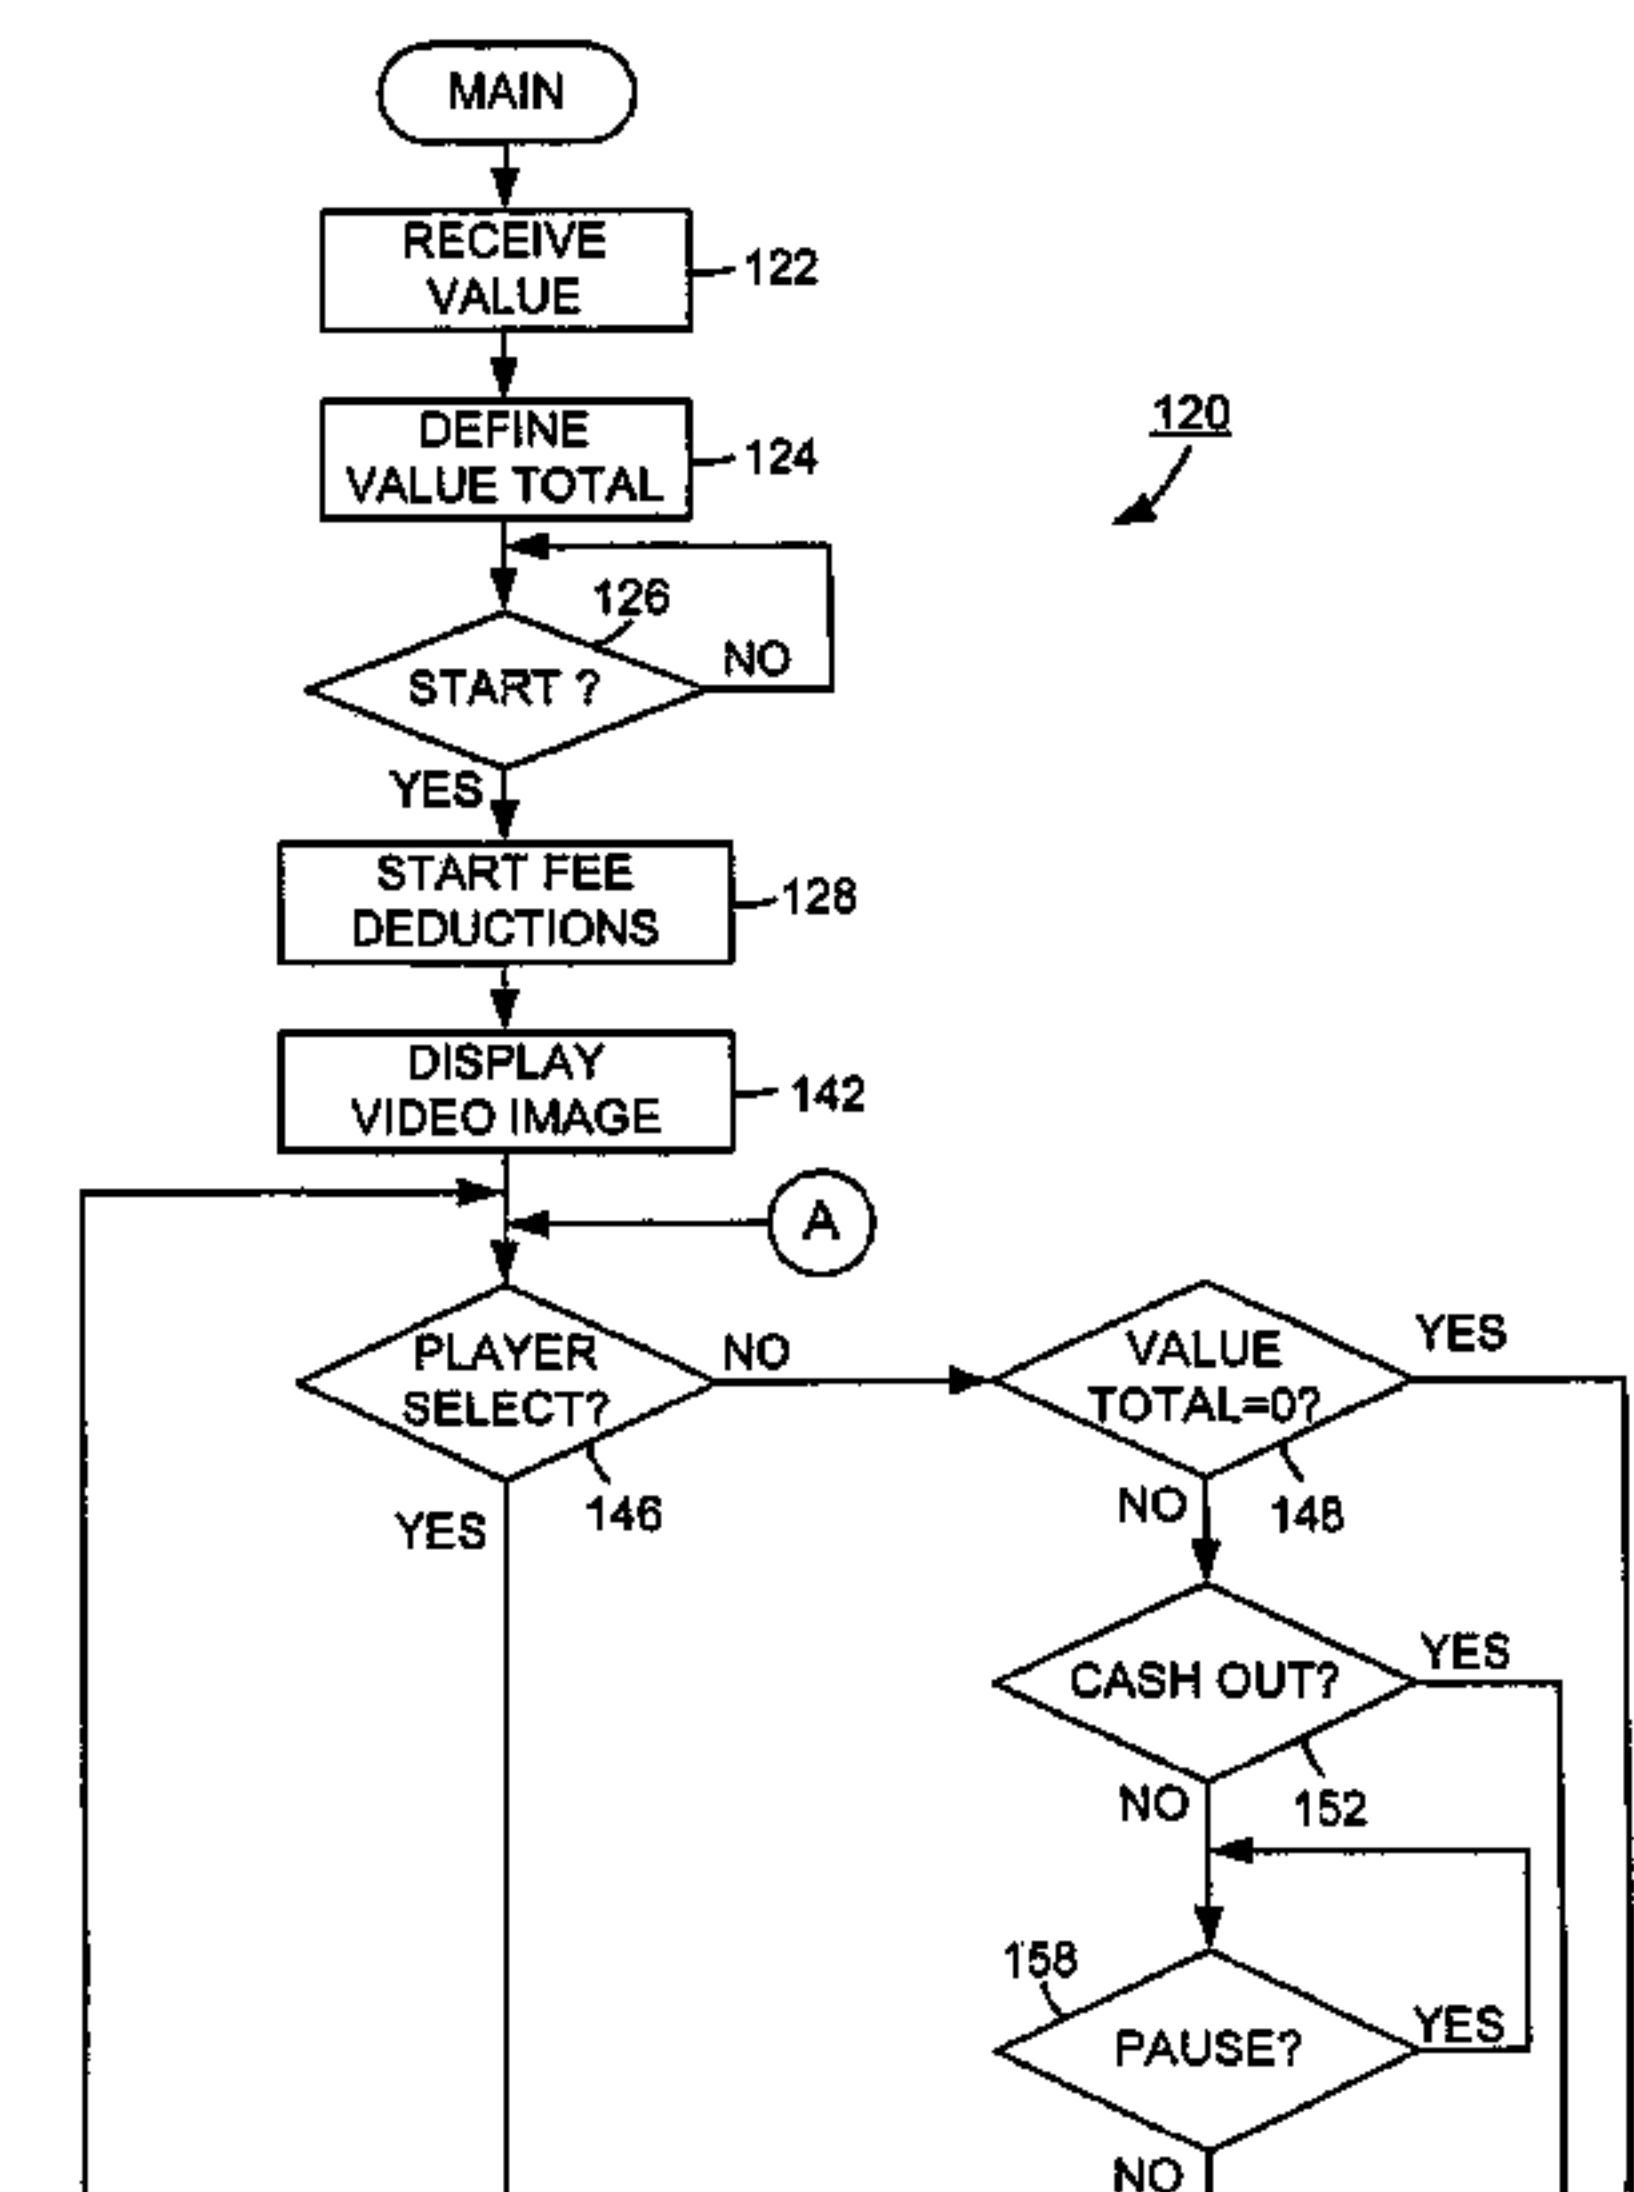 MAIN
RECEIVE
VALUE
122
DEFINE
VALUE TOTAL
124
120
126
START ?
NO
YES
START FEE
DEDUCTIONS
128
DISPLAY
VIDEO IMAGE
142
A
PLAYER
SELECT?
NO
146
YES
VALUE
TOTAL=0?
YES
NO
148
CASH OUT?
YES
NO
152
158
PAUSE?
YES
NO